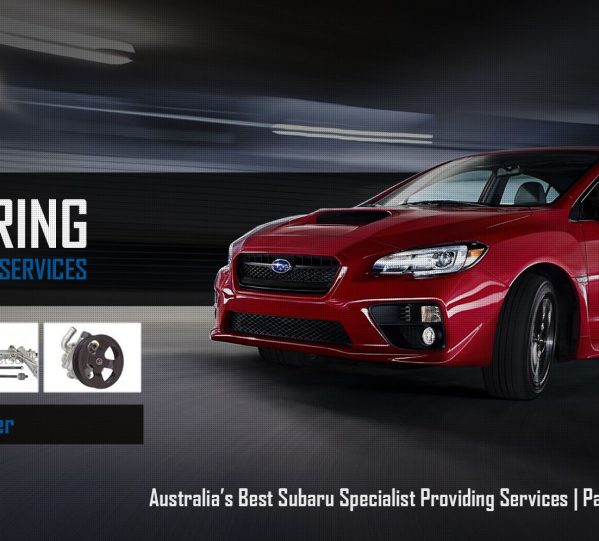 RING
SERVICES
er
Australia's Best Subaru Specialist Providing Services | Pa